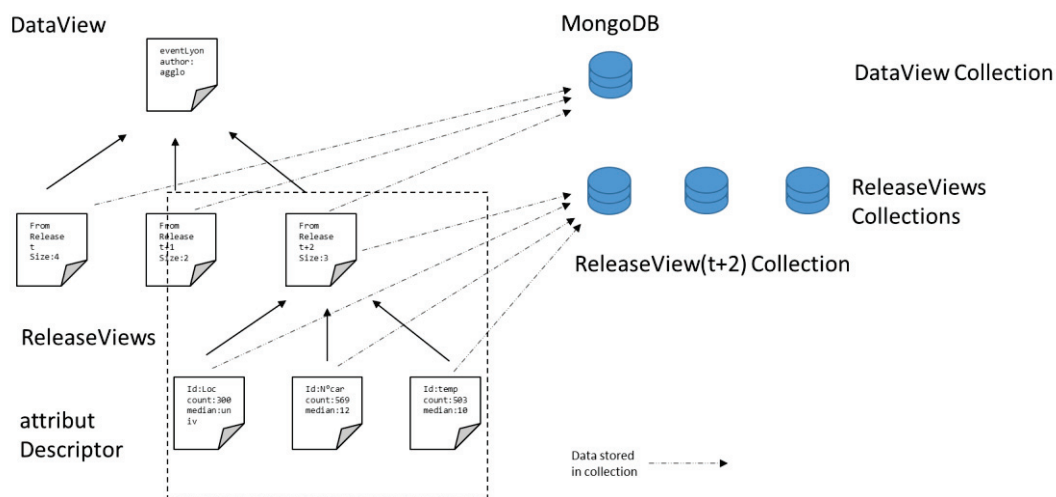 DataView
MongoDB
eventLyon
author:
agglo
DataView Collection
From
Release
t
Size:4
From
Release
t+1
Size:2
From
Release
t+2
Size:3
ReleaseViews
Collections
ReleaseView(t+2) Collection
ReleaseViews
Id:Loc
count:300
median:un
iv
Id:N°car
count:569
median:12
Id:temp
count:503
median:10
attribut
Descriptor
Data stored
in collection